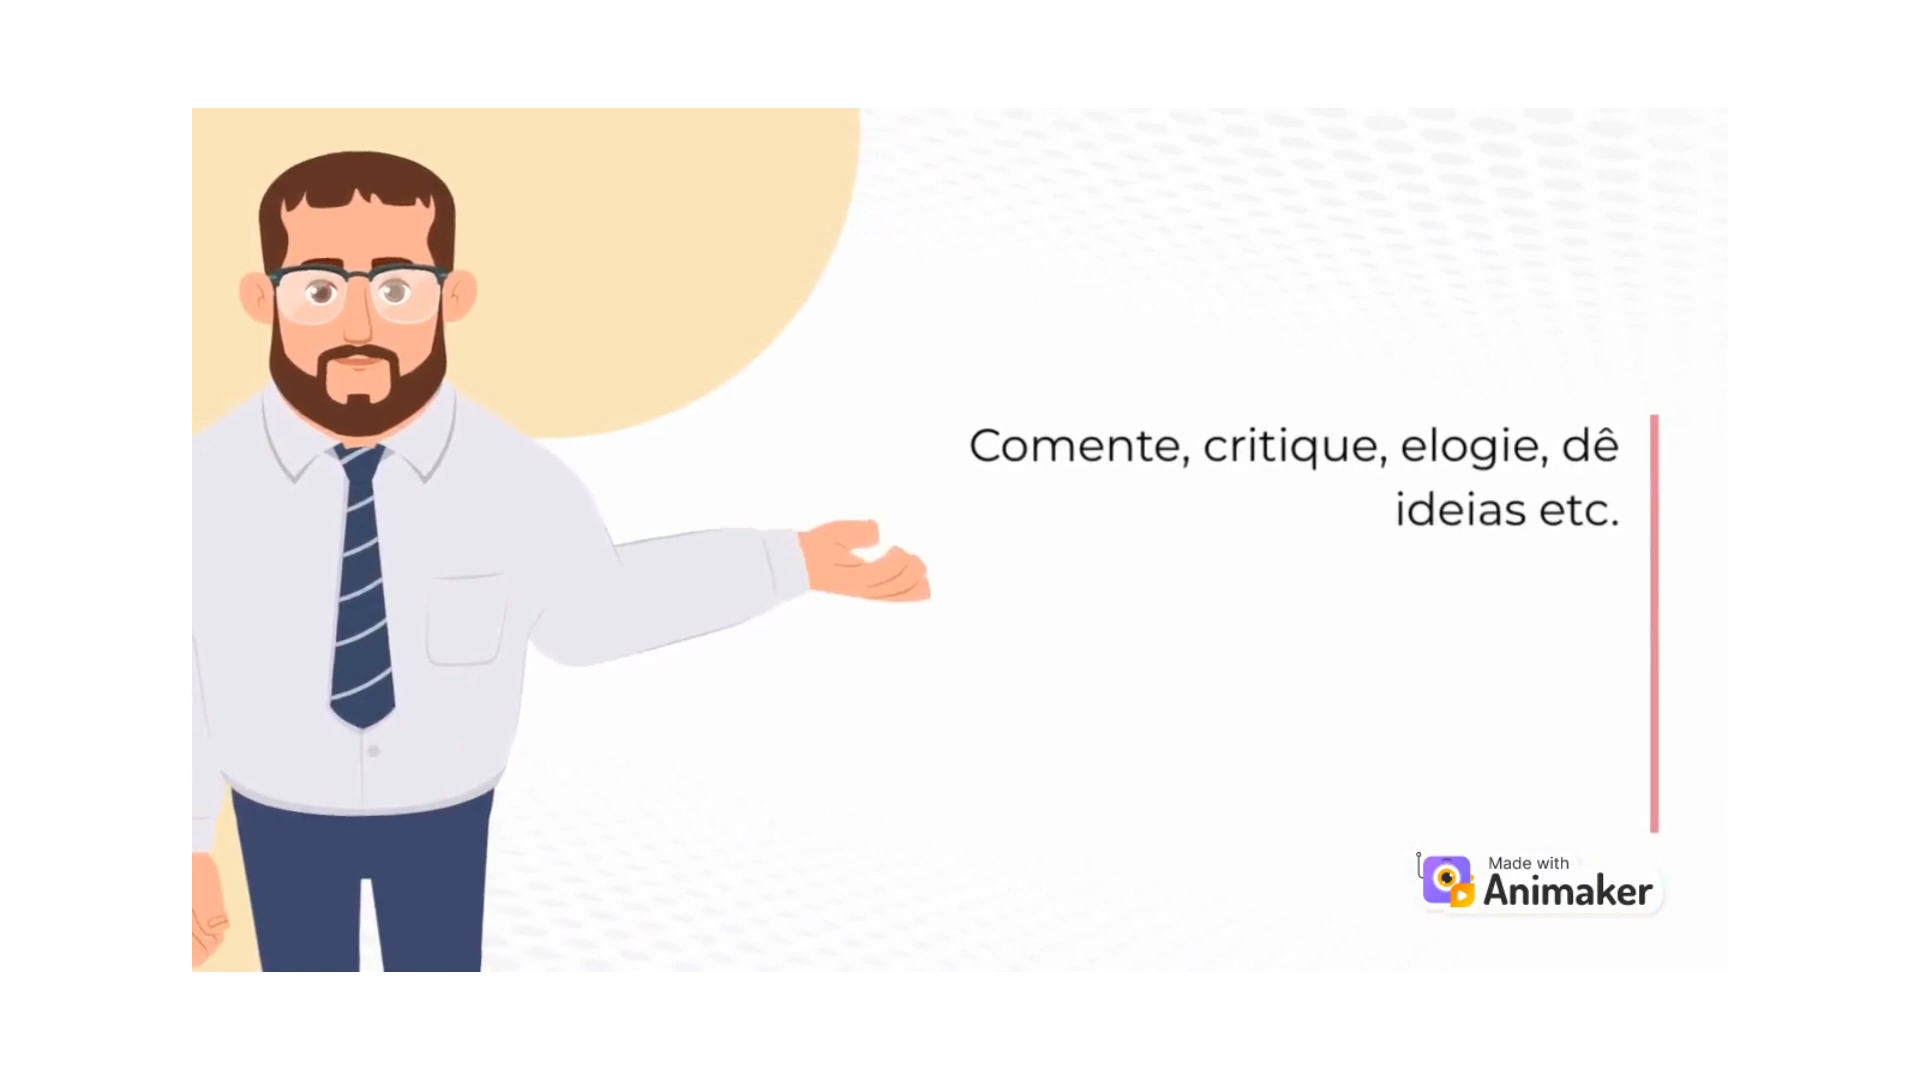 Comente, critique, elogie, dê
ideias etc.
Made with
Animaker